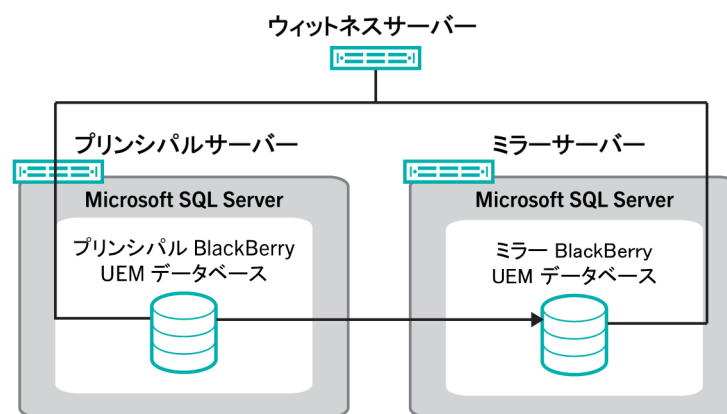 ウィットネスサーバー
プリンシパルサーバー
ミラーサーバー
Microsoft SQL Server
Microsoft SQL Server
プリンシパル BlackBerry
UEM データベース
ミラー BlackBerry
UEM データベース